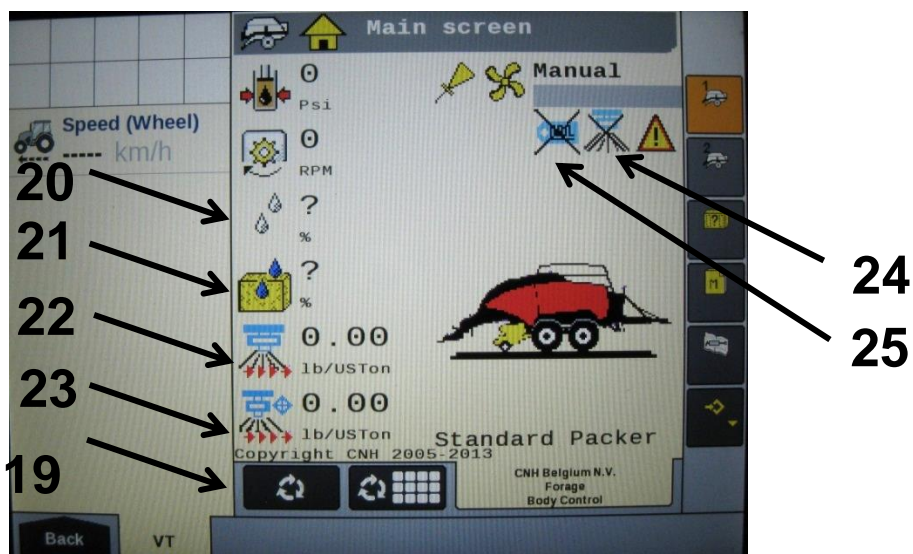 Main screen
0
Psi
Manual
Speed (Wheel)
----- km/h
0
RPM
20
?
%
21
?
%
24
22
0.00
lb/USTon
25
23
0.00
lb/USTon
Standard Packer
Copyright CNH 2005-2013
19
CNH Belgium N.V.
Forage
Body Control
Back
VT
1
2
?
M